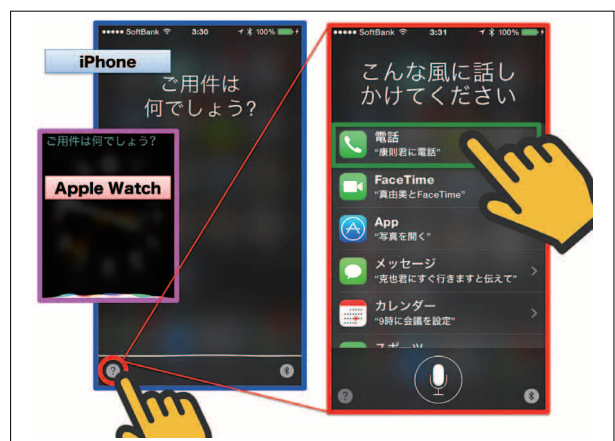 ●●●●● SoftBank 3:30 100%
iPhone
ご用件は
何でしょう?
ご用件は何でしょう?
Apple Watch
?
●●●●● SoftBank 3:31 100%
こんな風に話し
かけてください
電話
"康則君に電話"
FaceTime
"真由美とFaceTime"
App
"写真を開く"
メッセージ
"克也君にすぐ行きますと伝えて"
カレンダー
"9時に会議を設定"
スポーツ
?